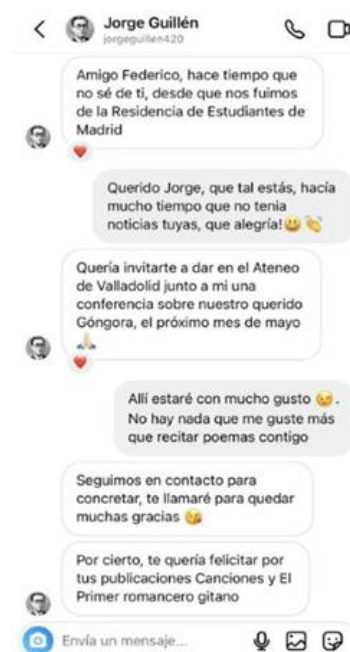 Jorge Guillén
jorgeguillen420
Amigo Federico, hace tiempo que
no sé de ti, desde que nos fuimos
de la Residencia de Estudiantes de
Madrid
Querido Jorge, que tal estás, hacía
mucho tiempo que no tenia
noticias tuyas, que alegría!😃👏
Quería invitarte a dar en el Ateneo
de Valladolid junto a mi una
conferencia sobre nuestro querido
Góngora, el próximo mes de mayo
🙏🏻
Allí estaré con mucho gusto 😉.
No hay nada que me guste más
que recitar poemas contigo
Seguimos en contacto para
concretar, te llamaré para quedar
muchas gracias 😘
Por cierto, te quería felicitar por
tus publicaciones Canciones y El
Primer romancero gitano
Envía un mensaje...